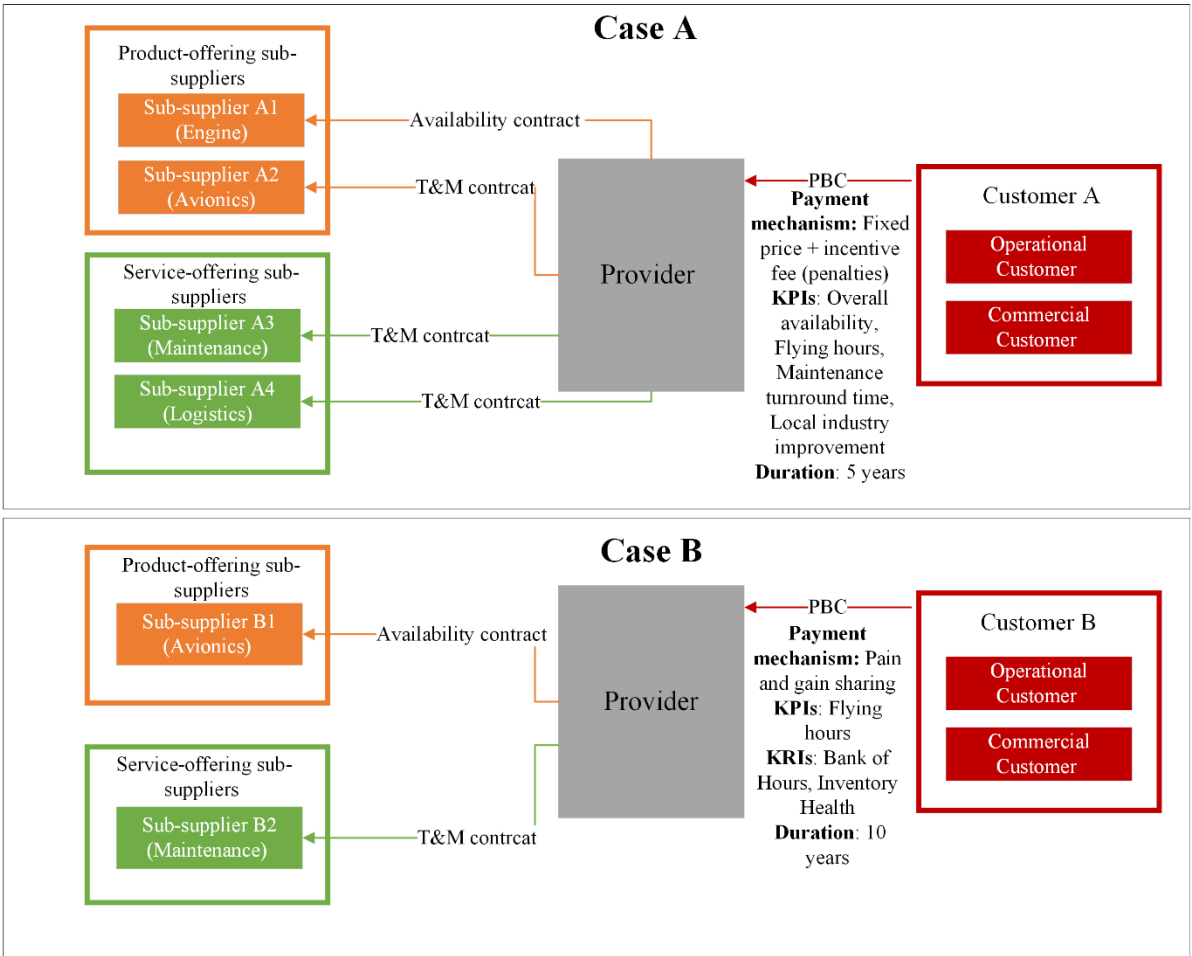 Case A
Product-offering sub-
suppliers
Sub-supplier A1
(Engine)
Sub-supplier A2
(Avionics)
Service-offering sub-
suppliers
Sub-supplier A3
(Maintenance)
Sub-supplier A4
(Logistics)
Availability contract
T&M contrcat
T&M contrcat
T&M contrcat
Provider
PBC
Payment
mechanism: Fixed
price + incentive
fee (penalties)
KPIs: Overall
availability,
Flying hours,
Maintenance
turnround time,
Local industry
improvement
Duration: 5 years
Customer A
Operational
Customer
Commercial
Customer
Case B
Product-offering sub-
suppliers
Sub-supplier B1
(Avionics)
Service-offering sub-
suppliers
Sub-supplier B2
(Maintenance)
Availability contract
T&M contrcat
Provider
PBC
Payment
mechanism: Pain
and gain sharing
KPIs: Flying
hours
KRIs: Bank of
Hours, Inventory
Health
Duration: 10
years
Customer B
Operational
Customer
Commercial
Customer